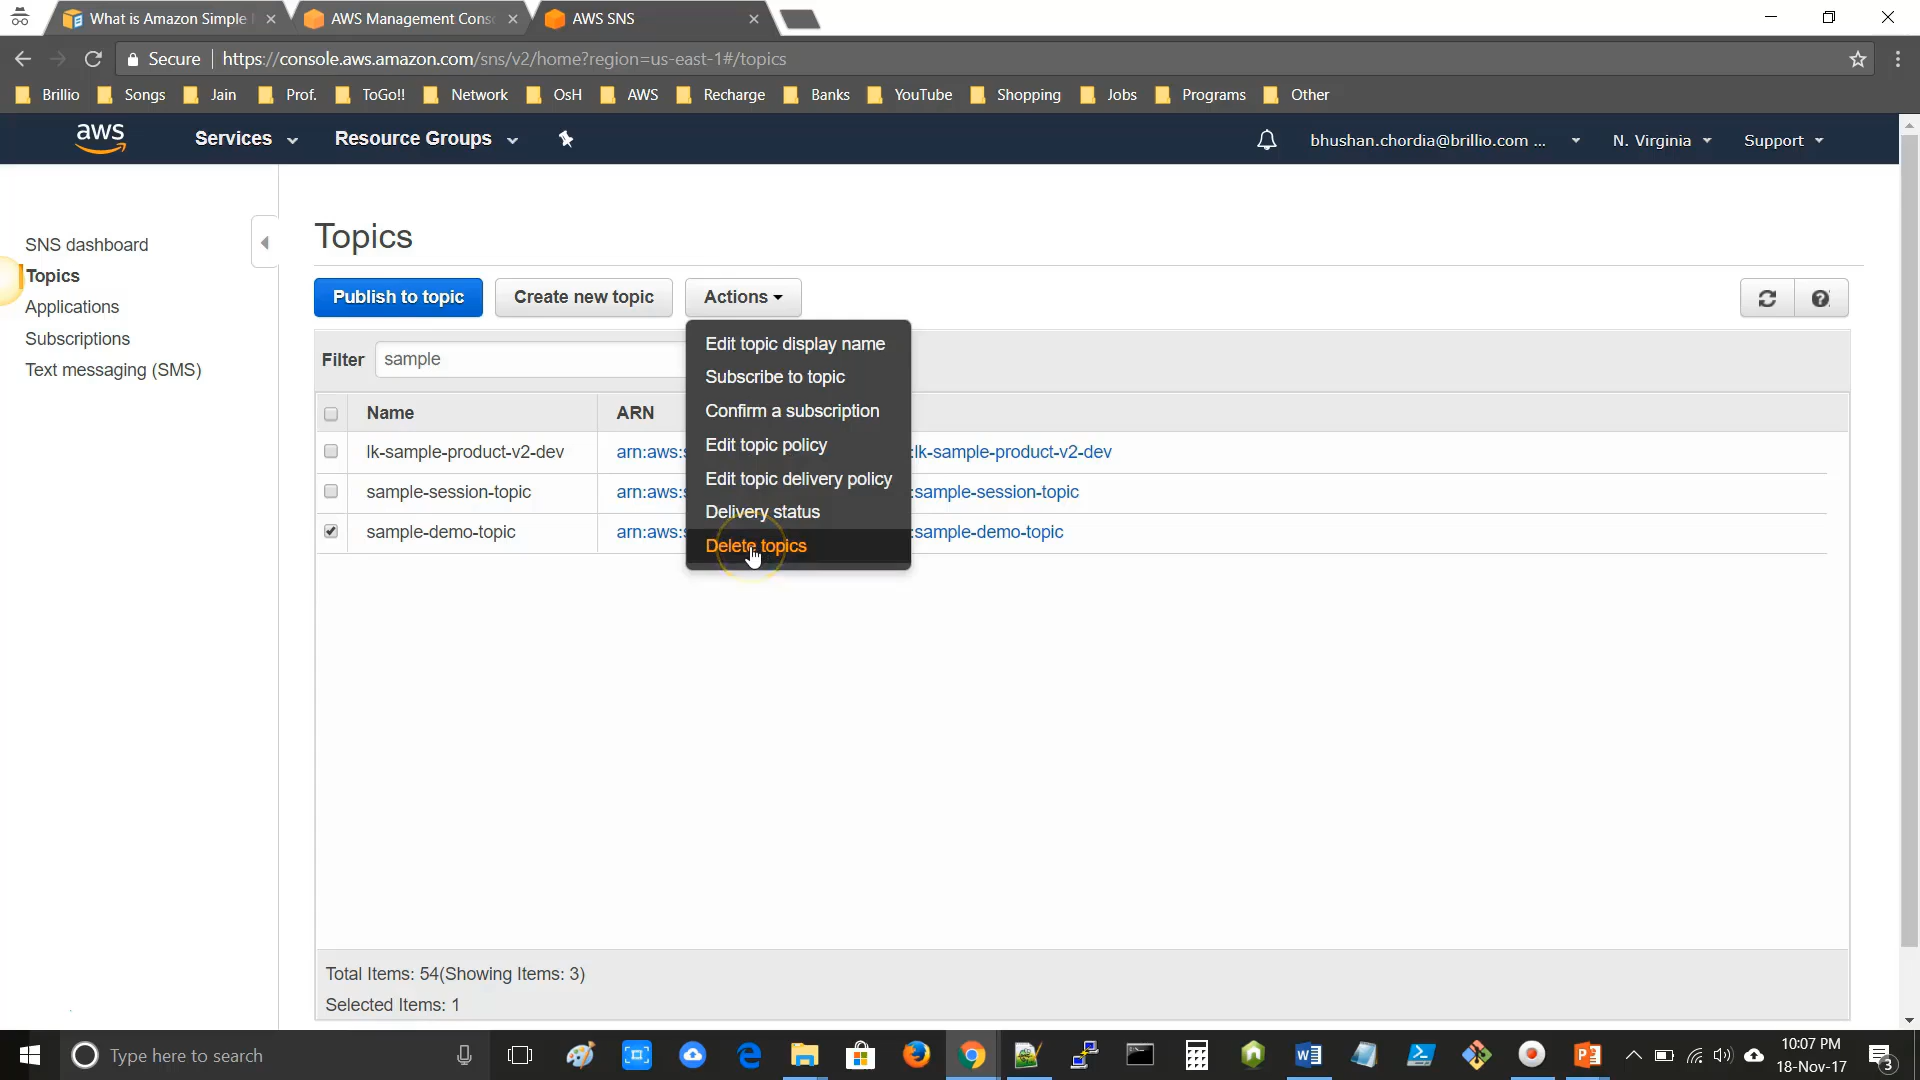 What is Amazon Simple
AWS Management Cons
AWS SNS
Secure
https://console.aws.amazon.com/sns/v2/home?region=us-east-1#/topics
Brillio
Songs
Jain
Prof.
ToGo!!
Network
OsH
AWS
Recharge
Banks
YouTube
Shopping
Jobs
Programs
Other
aws
Services
Resource Groups
bhushan.chordia@brillio.com ...
N. Virginia
Support
SNS dashboard
Topics
Applications
Subscriptions
Text messaging (SMS)
Topics
Publish to topic
Create new topic
Actions
Filter
sample
Edit topic display name
Subscribe to topic
Confirm a subscription
Edit topic policy
Edit topic delivery policy
Delivery status
Delete topics
Name
ARN
lk-sample-product-v2-dev
arn:aws:s
:lk-sample-product-v2-dev
sample-session-topic
arn:aws:s
:sample-session-topic
sample-demo-topic
arn:aws:s
:sample-demo-topic
Total Items: 54(Showing Items: 3)
Selected Items: 1
Type here to search
10:07 PM
18-Nov-17
3